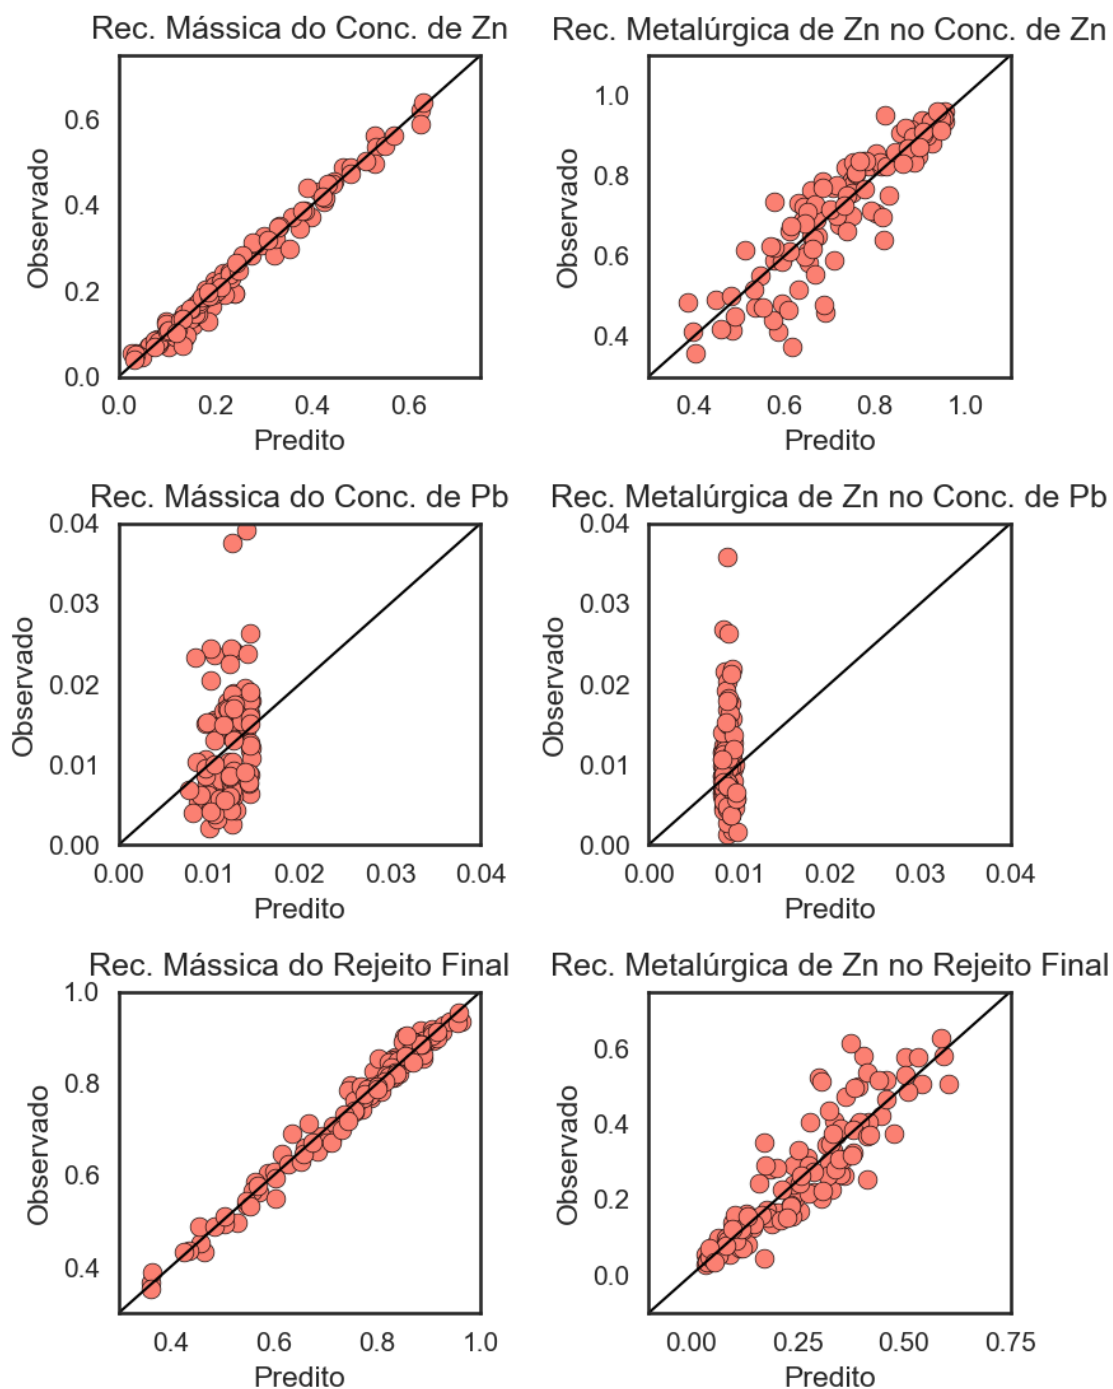 Rec. Mássica do Conc. de Zn
Observado
0.6
0.4
0.2
0.0
0.0 0.2 0.4 0.6
Predito
Rec. Metalúrgica de Zn no Conc. de Zn
Observado
1.0
0.8
0.6
0.4
0.4 0.6 0.8 1.0
Predito
Rec. Mássica do Conc. de Pb
Observado
0.04
0.03
0.02
0.01
0.00
0.00 0.01 0.02 0.03 0.04
Predito
Rec. Metalúrgica de Zn no Conc. de Pb
Observado
0.04
0.03
0.02
0.01
0.00
0.00 0.01 0.02 0.03 0.04
Predito
Rec. Mássica do Rejeito Final
Observado
1.0
0.8
0.6
0.4
0.4 0.6 0.8 1.0
Predito
Rec. Metalúrgica de Zn no Rejeito Final
Observado
0.6
0.4
0.2
0.0
0.00 0.25 0.50 0.75
Predito